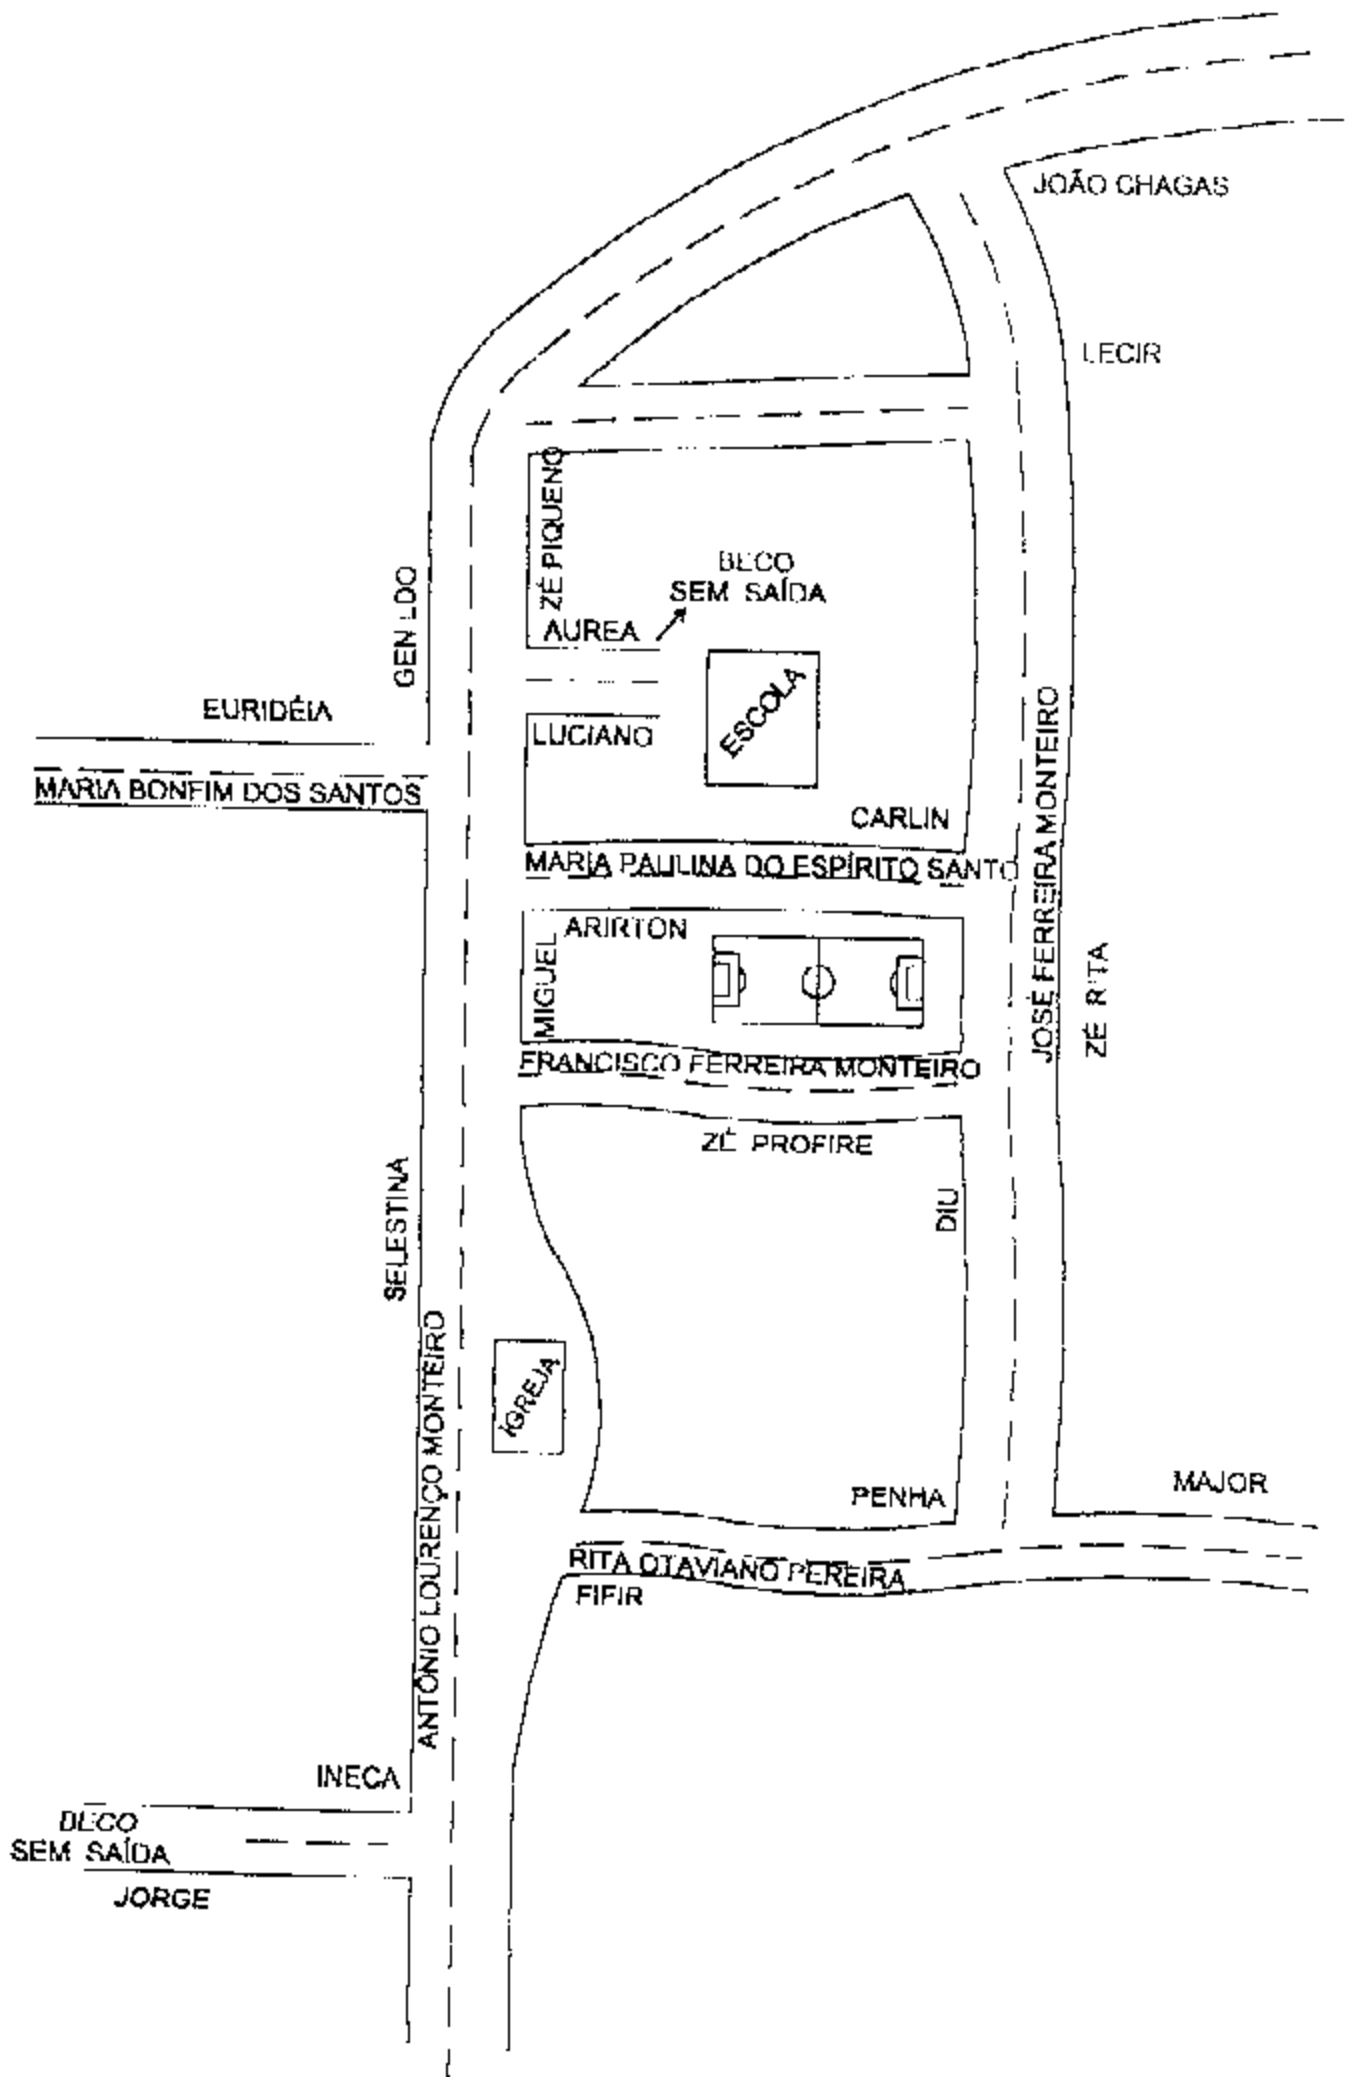 JOÃO CHAGAS
LECIR
ZÉ PIQUENO
BECO
SEM SAÍDA
GENILDO
AUREA
ESCOLA
EURIDÉIA
LUCIANO
MARIA BONFIM DOS SANTOS
JOSÉ FERREIRA MONTEIRO
CARLIN
MARIA PAULINA DO ESPÍRITO SANTO
ARIRTON
MIGUEL
ZÉ RITA
FRANCISCO FERREIRA MONTEIRO
ZÉ PROFIRE
SELESTINA
DIU
ANTÔNIO LOURENÇO MONTEIRO
IGREJA
PENHA
MAJOR
RITA OTAVIANO PEREIRA
FIFIR
INECA
BECO
SEM SAÍDA
JORGE